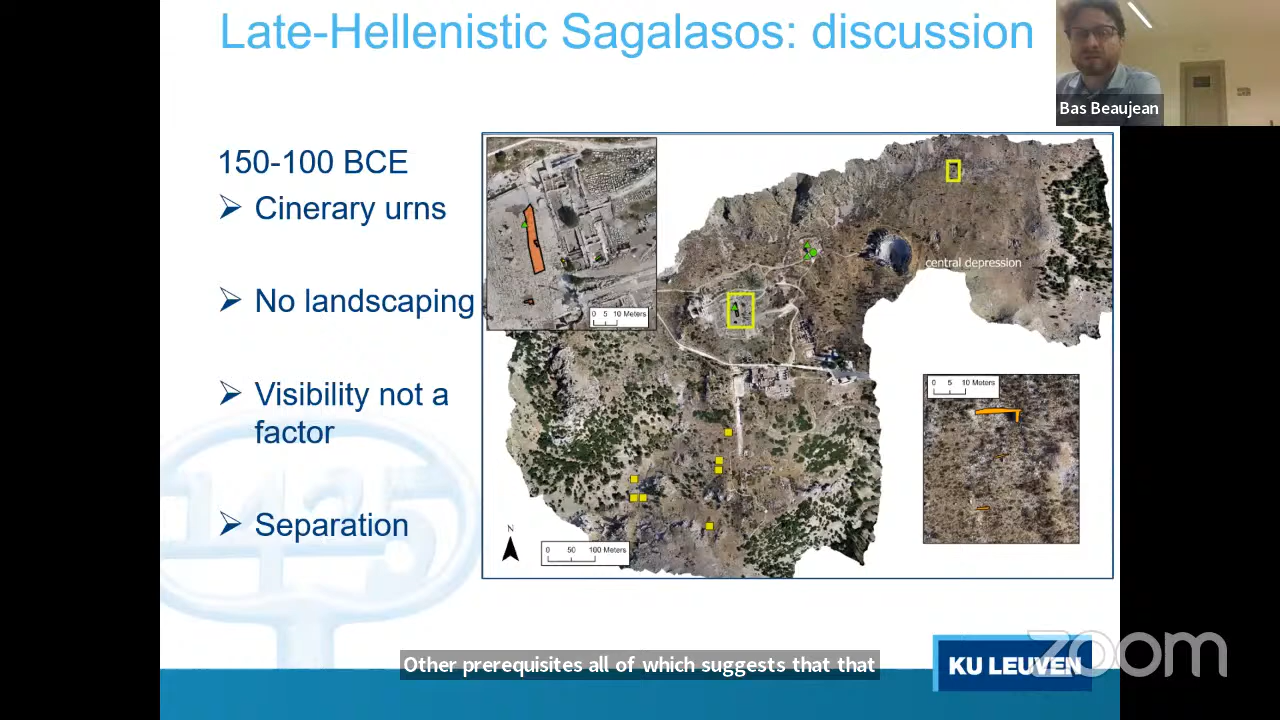 Late-Hellenistic Sagalasos: discussion
Bas Beaujean
150-100 BCE
➢ Cinerary urns
➢ No landscaping
➢ Visibility not a
factor
➢ Separation
central depression
0 5 10 Meters
0 5 10 Meters
N
0 50 100 Meters
1425
Other prerequisites all of which suggests that that
KU LEUVEN
zoom